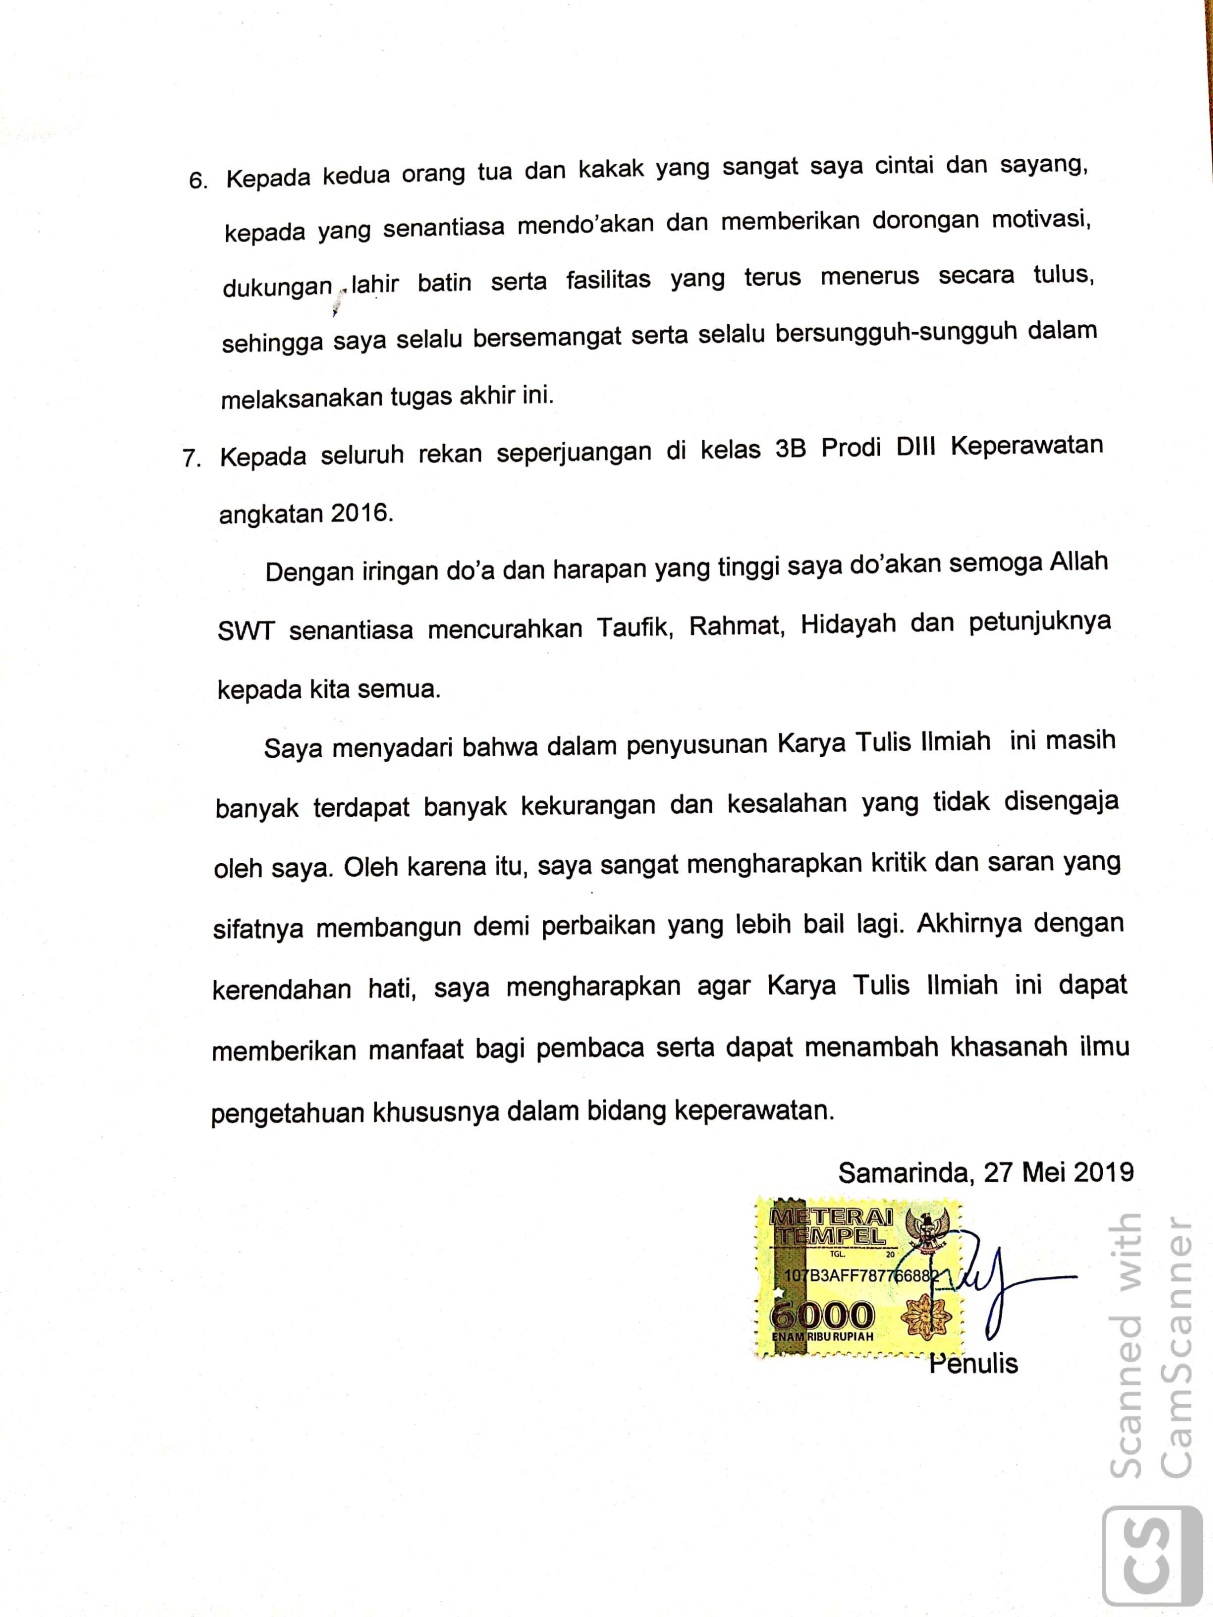 6. Kepada kedua orang tua dan kakak yang sangat saya cintai dan sayang,
kepada yang senantiasa mendo’akan dan memberikan dorongan motivasi,
dukungan lahir batin serta fasilitas yang terus menerus secara tulus,
sehingga saya selalu bersemangat serta selalu bersungguh-sungguh dalam
melaksanakan tugas akhir ini.
7. Kepada seluruh rekan seperjuangan di kelas 3B Prodi DIII Keperawatan
angkatan 2016.
Dengan iringan do’a dan harapan yang tinggi saya do’akan semoga Allah
SWT senantiasa mencurahkan Taufik, Rahmat, Hidayah dan petunjuknya
kepada kita semua.
Saya menyadari bahwa dalam penyusunan Karya Tulis Ilmiah ini masih
banyak terdapat banyak kekurangan dan kesalahan yang tidak disengaja
oleh saya. Oleh karena itu, saya sangat mengharapkan kritik dan saran yang
sifatnya membangun demi perbaikan yang lebih bail lagi. Akhirnya dengan
kerendahan hati, saya mengharapkan agar Karya Tulis Ilmiah ini dapat
memberikan manfaat bagi pembaca serta dapat menambah khasanah ilmu
pengetahuan khususnya dalam bidang keperawatan.
Samarinda, 27 Mei 2019
METERAI
TEMPEL
TGL. 20
107B3AFF787766882
6000
ENAM RIBU RUPIAH
Penulis
Scanned with
CamScanner
CS